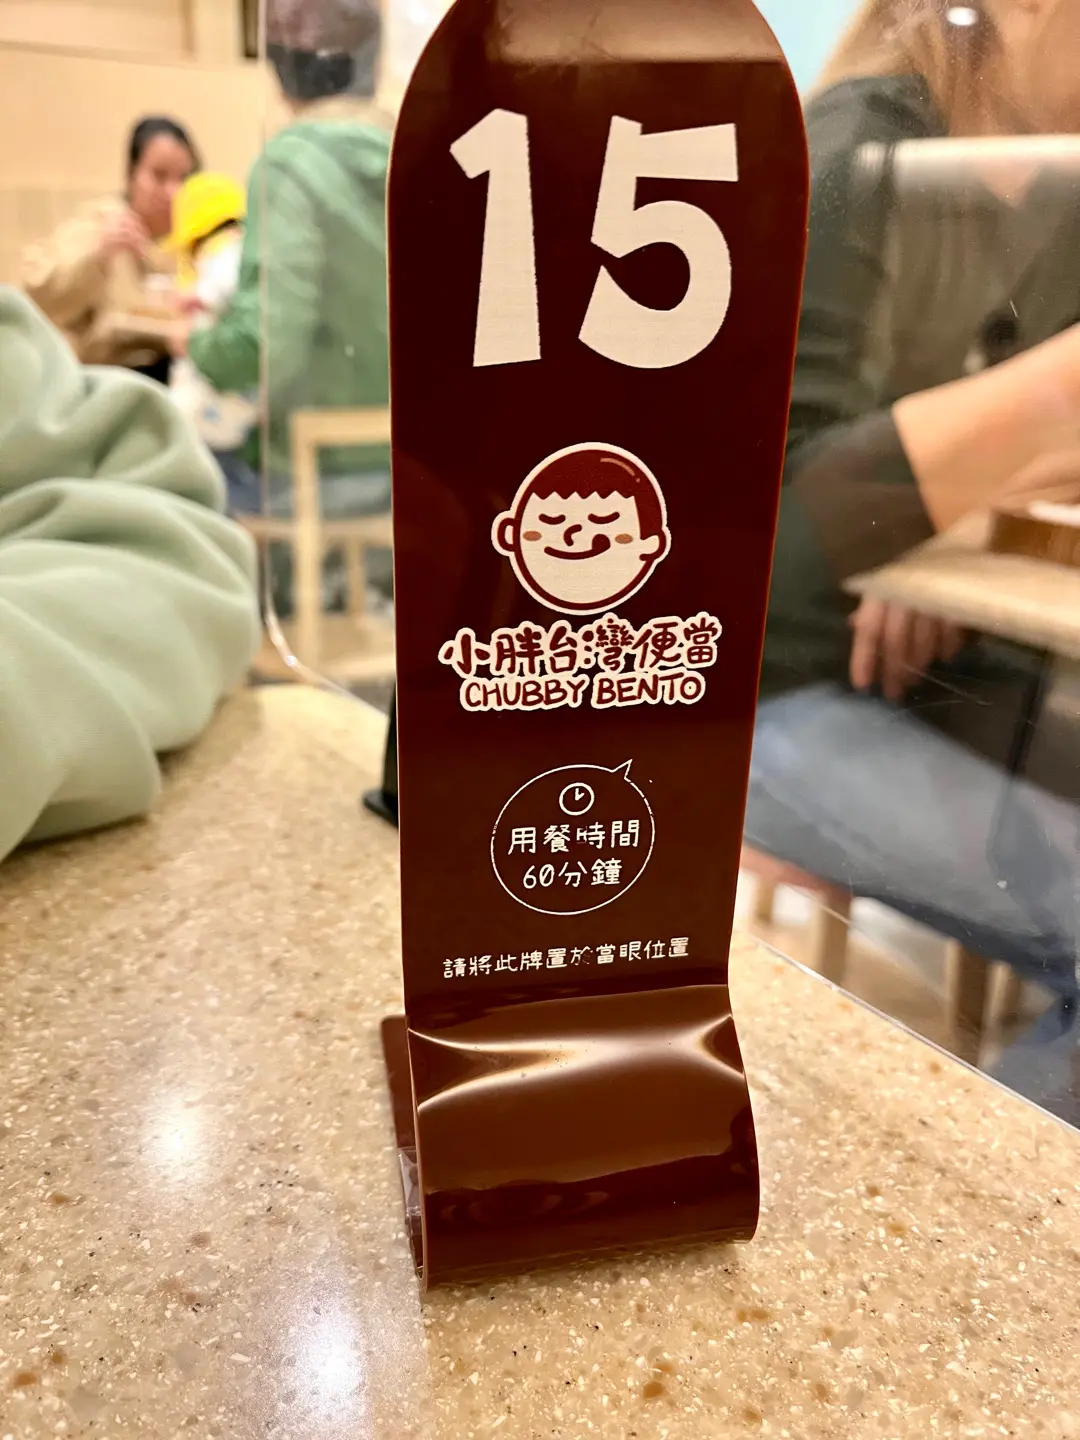 15
小胖台灣便當
CHUBBY BENTO
用餐時間
60分鐘
請將此牌置於當眼位置